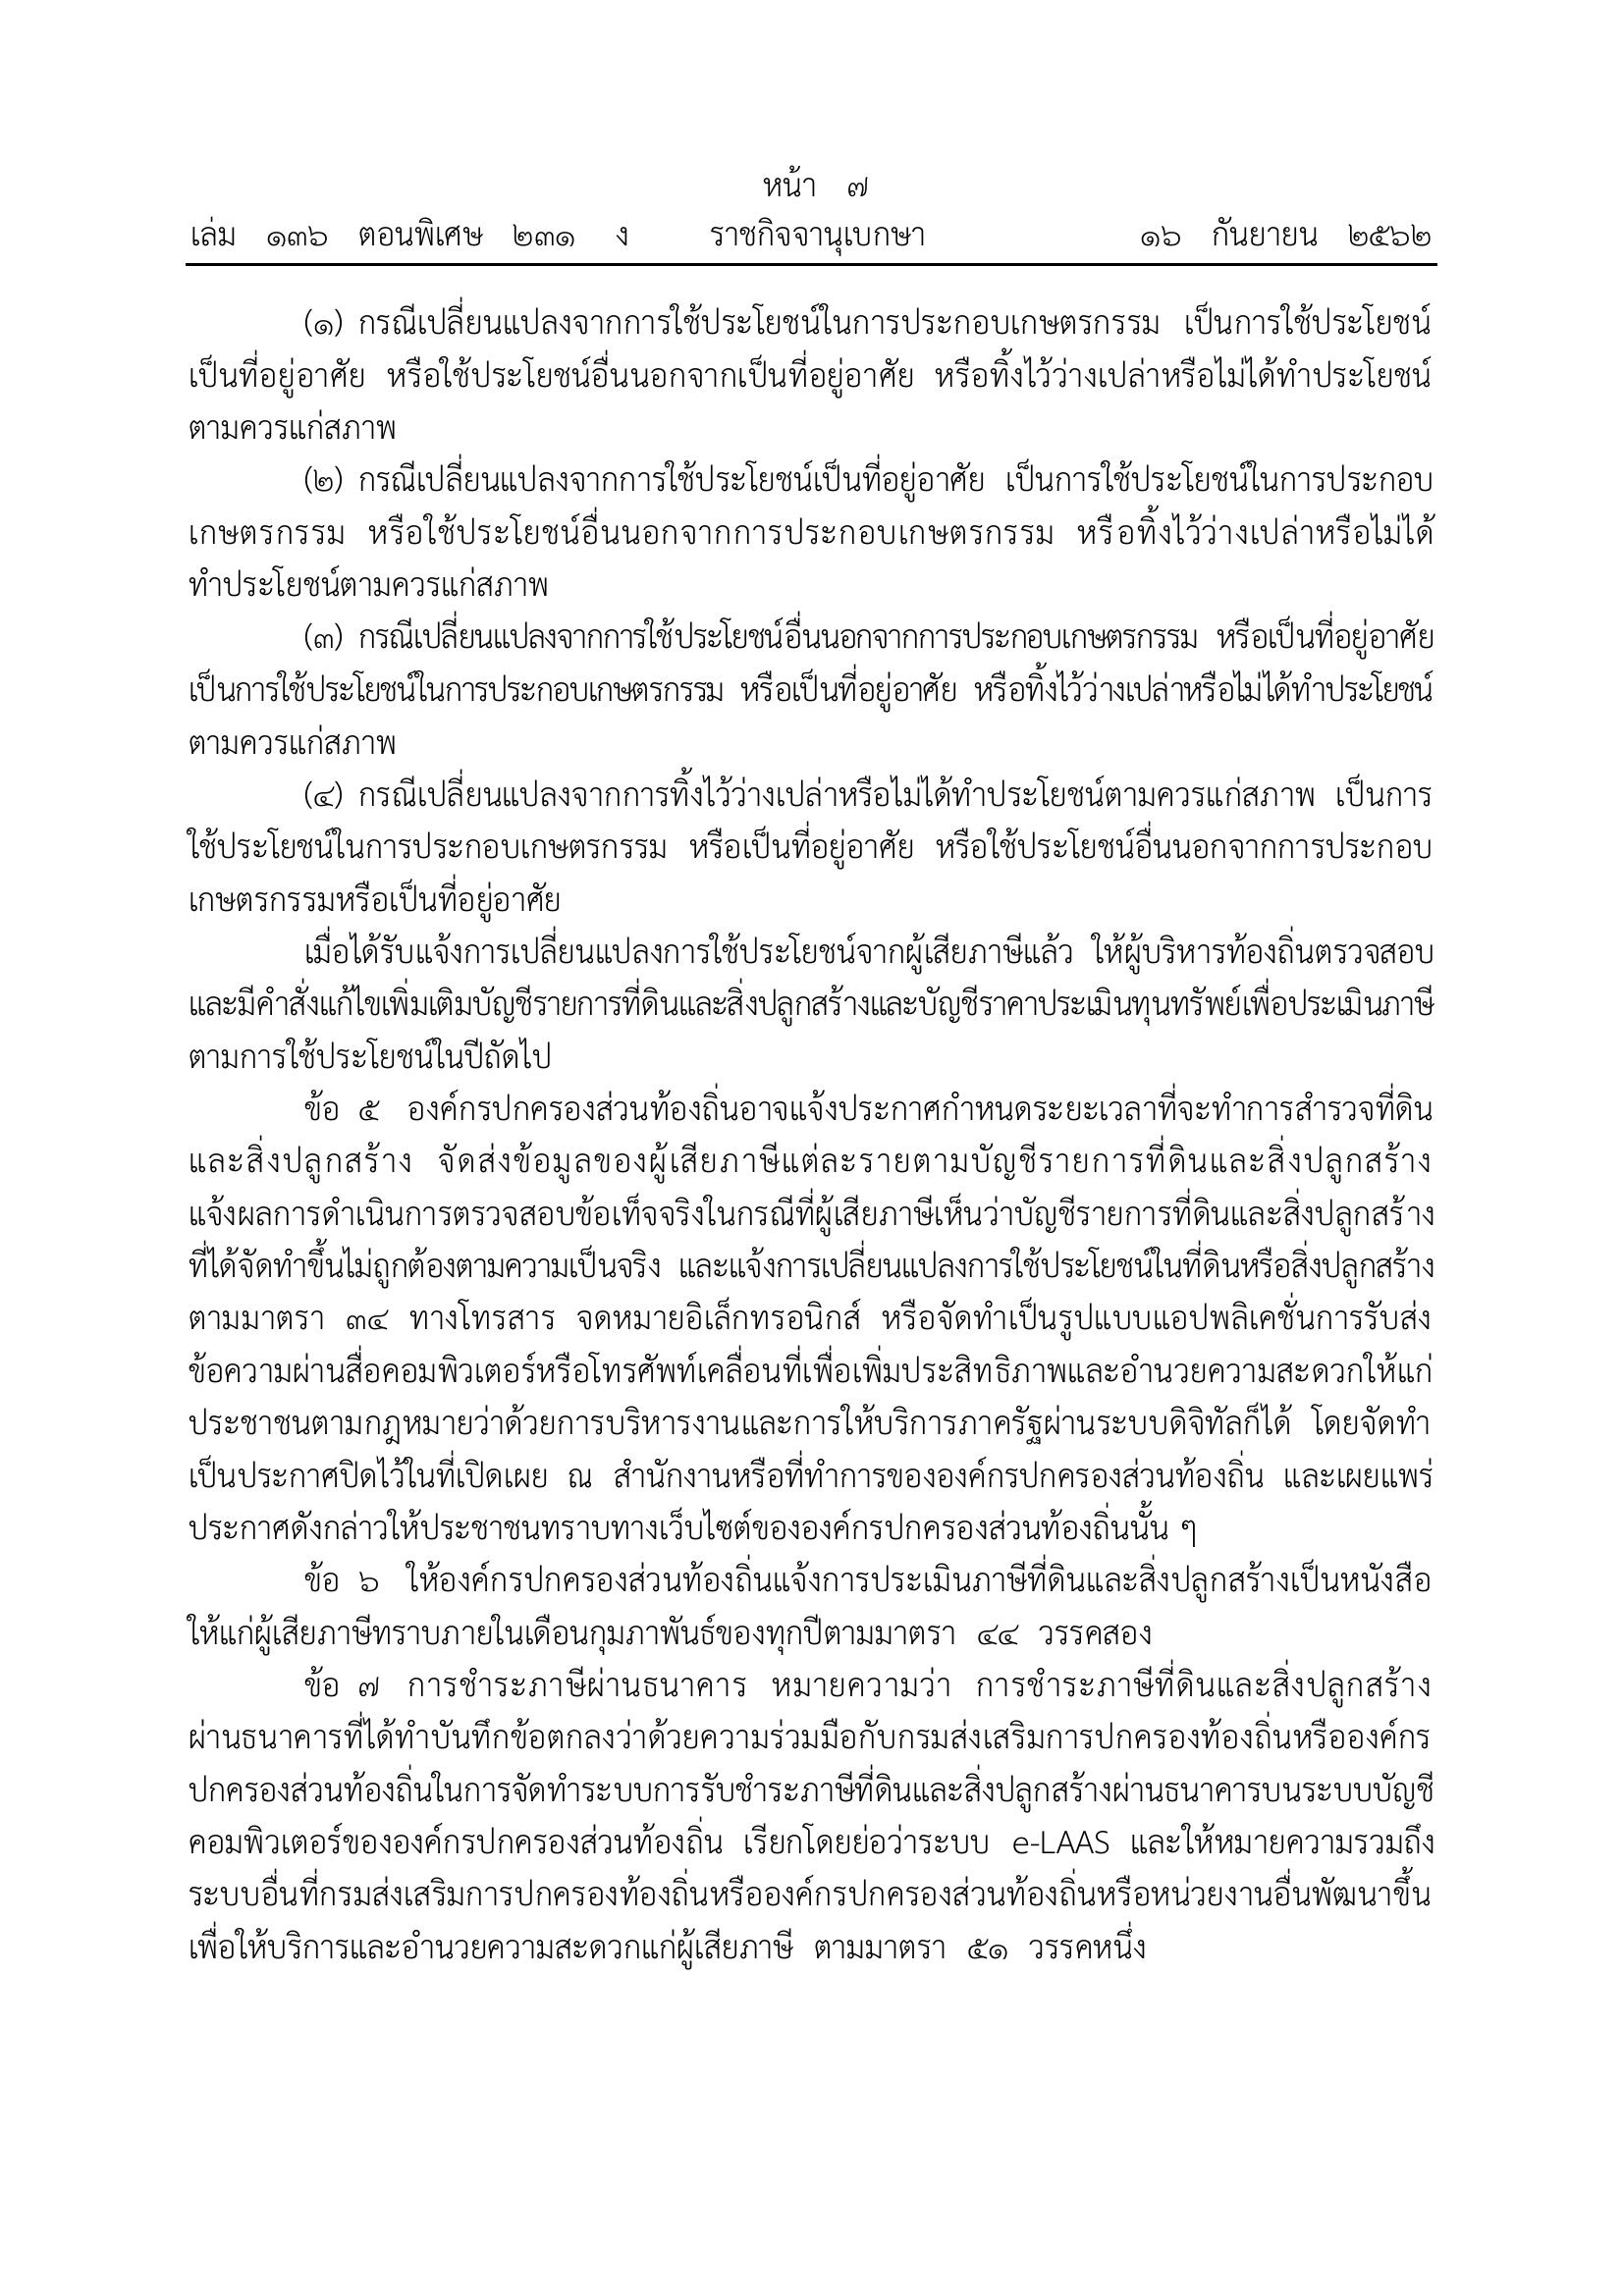 หน้า ๗
เล่ม ๑๓๖ ตอนพิเศษ ๒๓๑ ง ราชกิจจานุเบกษา ๑๖ กันยายน ๒๕๖๒
(๑) กรณีเปลี่ยนแปลงจากการใช้ประโยชน์ในการประกอบเกษตรกรรม เป็นการใช้ประโยชน์
เป็นที่อยู่อาศัย หรือใช้ประโยชน์อื่นนอกจากเป็นที่อยู่อาศัย หรือทิ้งไว้ว่างเปล่าหรือไม่ได้ทำประโยชน์
ตามควรแก่สภาพ
(๒) กรณีเปลี่ยนแปลงจากการใช้ประโยชน์เป็นที่อยู่อาศัย เป็นการใช้ประโยชน์ในการประกอบ
เกษตรกรรม หรือใช้ประโยชน์อื่นนอกจากการประกอบเกษตรกรรม หรือทิ้งไว้ว่างเปล่าหรือไม่ได้
ทำประโยชน์ตามควรแก่สภาพ
(๓) กรณีเปลี่ยนแปลงจากการใช้ประโยชน์อื่นนอกจากการประกอบเกษตรกรรม หรือเป็นที่อยู่อาศัย
เป็นการใช้ประโยชน์ในการประกอบเกษตรกรรม หรือเป็นที่อยู่อาศัย หรือทิ้งไว้ว่างเปล่าหรือไม่ได้ทำประโยชน์
ตามควรแก่สภาพ
(๔) กรณีเปลี่ยนแปลงจากการทิ้งไว้ว่างเปล่าหรือไม่ได้ทำประโยชน์ตามควรแก่สภาพ เป็นการ
ใช้ประโยชน์ในการประกอบเกษตรกรรม หรือเป็นที่อยู่อาศัย หรือใช้ประโยชน์อื่นนอกจากการประกอบ
เกษตรกรรมหรือเป็นที่อยู่อาศัย
เมื่อได้รับแจ้งการเปลี่ยนแปลงการใช้ประโยชน์จากผู้เสียภาษีแล้ว ให้ผู้บริหารท้องถิ่นตรวจสอบ
และมีคำสั่งแก้ไขเพิ่มเติมบัญชีรายการที่ดินและสิ่งปลูกสร้างและบัญชีราคาประเมินทุนทรัพย์เพื่อประเมินภาษี
ตามการใช้ประโยชน์ในปีถัดไป
ข้อ ๕ องค์กรปกครองส่วนท้องถิ่นอาจแจ้งประกาศกำหนดระยะเวลาที่จะทำการสำรวจที่ดิน
และสิ่งปลูกสร้าง จัดส่งข้อมูลของผู้เสียภาษีแต่ละรายตามบัญชีรายการที่ดินและสิ่งปลูกสร้าง
แจ้งผลการดำเนินการตรวจสอบข้อเท็จจริงในกรณีที่ผู้เสียภาษีเห็นว่าบัญชีรายการที่ดินและสิ่งปลูกสร้าง
ที่ได้จัดทำขึ้นไม่ถูกต้องตามความเป็นจริง และแจ้งการเปลี่ยนแปลงการใช้ประโยชน์ในที่ดินหรือสิ่งปลูกสร้าง
ตามมาตรา ๓๔ ทางโทรสาร จดหมายอิเล็กทรอนิกส์ หรือจัดทำเป็นรูปแบบแอปพลิเคชั่นการรับส่ง
ข้อความผ่านสื่อคอมพิวเตอร์หรือโทรศัพท์เคลื่อนที่เพื่อเพิ่มประสิทธิภาพและอำนวยความสะดวกให้แก่
ประชาชนตามกฎหมายว่าด้วยการบริหารงานและการให้บริการภาครัฐผ่านระบบดิจิทัลก็ได้ โดยจัดทำ
เป็นประกาศปิดไว้ในที่เปิดเผย ณ สำนักงานหรือที่ทำการขององค์กรปกครองส่วนท้องถิ่น และเผยแพร่
ประกาศดังกล่าวให้ประชาชนทราบทางเว็บไซต์ขององค์กรปกครองส่วนท้องถิ่นนั้น ๆ
ข้อ ๖ ให้องค์กรปกครองส่วนท้องถิ่นแจ้งการประเมินภาษีที่ดินและสิ่งปลูกสร้างเป็นหนังสือ
ให้แก่ผู้เสียภาษีทราบภายในเดือนกุมภาพันธ์ของทุกปีตามมาตรา ๔๔ วรรคสอง
ข้อ ๗ การชำระภาษีผ่านธนาคาร หมายความว่า การชำระภาษีที่ดินและสิ่งปลูกสร้าง
ผ่านธนาคารที่ได้ทำบันทึกข้อตกลงว่าด้วยความร่วมมือกับกรมส่งเสริมการปกครองท้องถิ่นหรือองค์กร
ปกครองส่วนท้องถิ่นในการจัดทำระบบการรับชำระภาษีที่ดินและสิ่งปลูกสร้างผ่านธนาคารบนระบบบัญชี
คอมพิวเตอร์ขององค์กรปกครองส่วนท้องถิ่น เรียกโดยย่อว่าระบบ e-LAAS และให้หมายความรวมถึง
ระบบอื่นที่กรมส่งเสริมการปกครองท้องถิ่นหรือองค์กรปกครองส่วนท้องถิ่นหรือหน่วยงานอื่นพัฒนาขึ้น
เพื่อให้บริการและอำนวยความสะดวกแก่ผู้เสียภาษี ตามมาตรา ๕๑ วรรคหนึ่ง